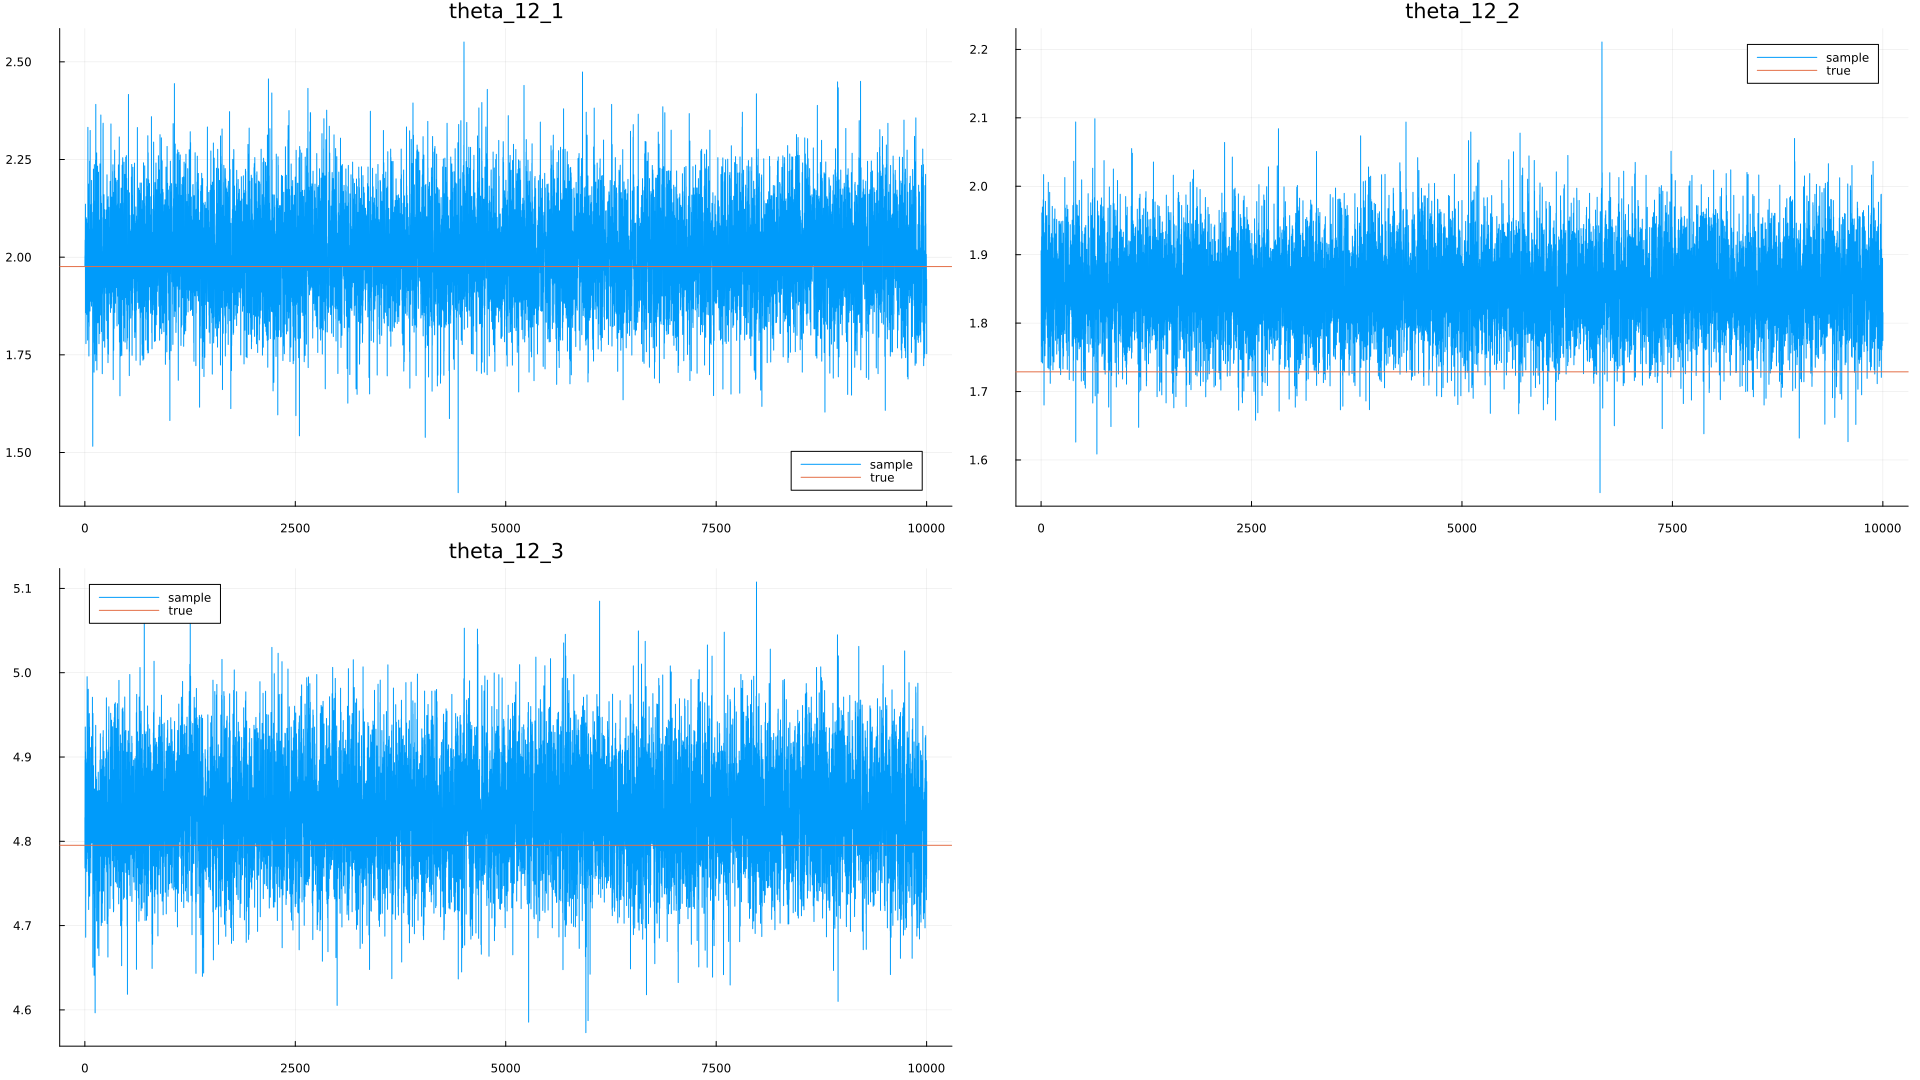 theta_12_1
2.50
2.25
2.00
1.75
1.50
sample
true
0 2500 5000 7500 10000
theta_12_2
2.2
2.1
2.0
1.9
1.8
1.7
1.6
sample
true
0 2500 5000 7500 10000
theta_12_3
5.1
5.0
4.9
4.8
4.7
4.6
sample
true
0 2500 5000 7500 10000